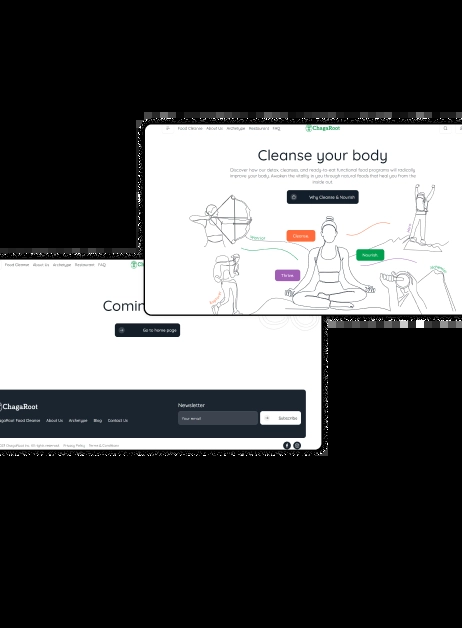 Food Cleanse About Us Archetype Restaurant FAQ
ChagaRoot
Cleanse your body
Discover how our detox, cleanses, and ready-to-eat functional food programs will radically
improve your body. Awaken the vitality in you through natural foods that heal you from the
inside out.
Why Cleanse & Nourish
Cleanse.
Nourish.
Thrive.
Food Cleanse About Us Archetype Restaurant FAQ
Comin
Go to home page
ChagaRoot
Newsletter
Your email
Subscribe
ChagaRoot Food Cleanse About Us Archetype Blog Contact Us
ChagaRoot Inc. All rights reserved. Privacy Policy Terms & Conditions